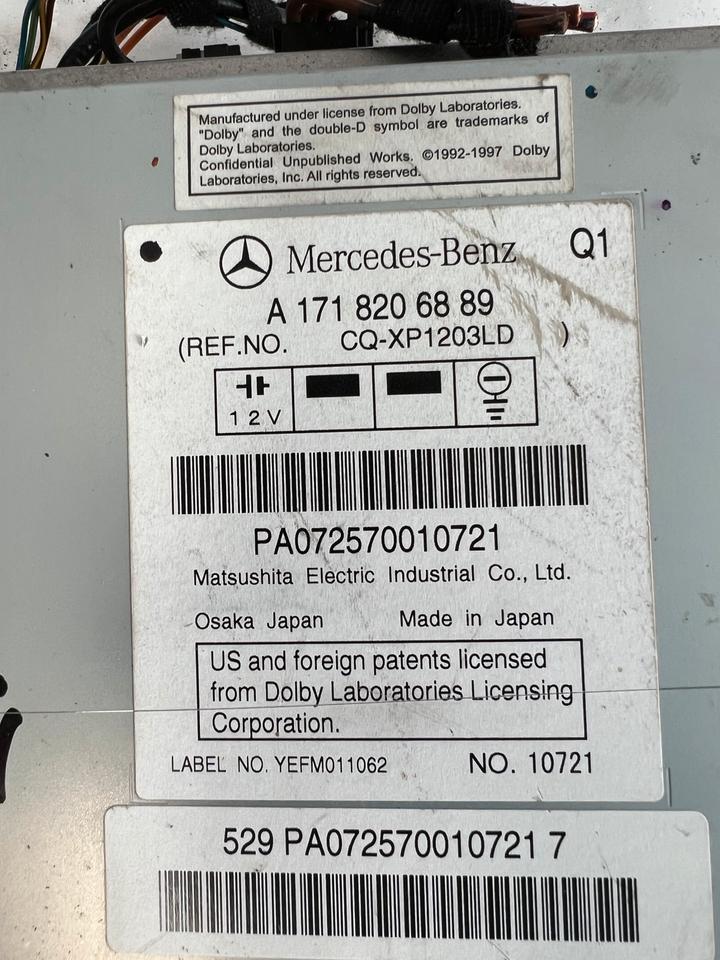 Manufactured under license from Dolby Laboratories.
"Dolby" and the double-D symbol are trademarks of
Dolby Laboratories.
Confidential Unpublished Works. ©1992-1997 Dolby
Laboratories, Inc. All rights reserved.
Mercedes-Benz Q1
A 171 820 68 89
(REF.NO. CQ-XP1203LD )
12V
PA072570010721
Matsushita Electric Industrial Co., Ltd.
Osaka Japan Made in Japan
US and foreign patents licensed
from Dolby Laboratories Licensing
Corporation.
LABEL NO. YEFM011062 NO. 10721
529 PA072570010721 7